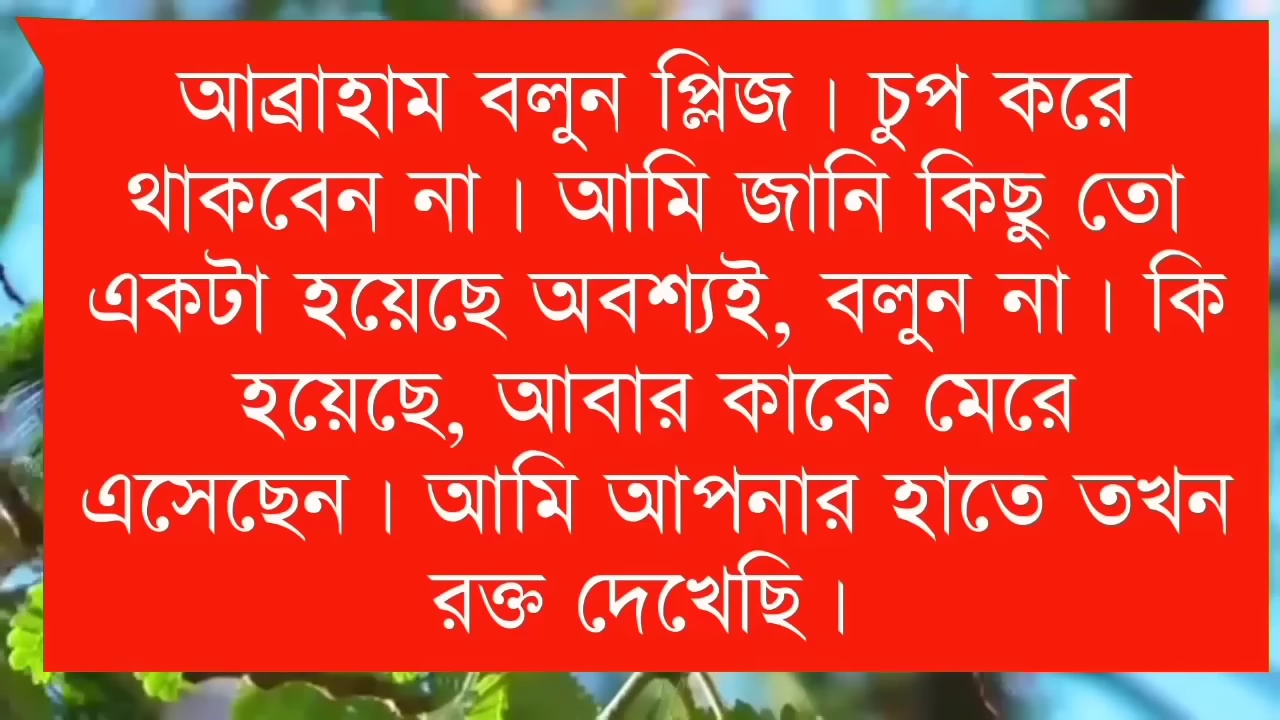 আব্রাহাম বলুন প্লিজ। চুপ করে
থাকবেন না। আমি জানি কিছু তো
একটা হয়েছে অবশ্যই, বলুন না। কি
হয়েছে, আবার কাকে মেরে
এসেছেন। আমি আপনার হাতে তখন
রক্ত দেখেছি।